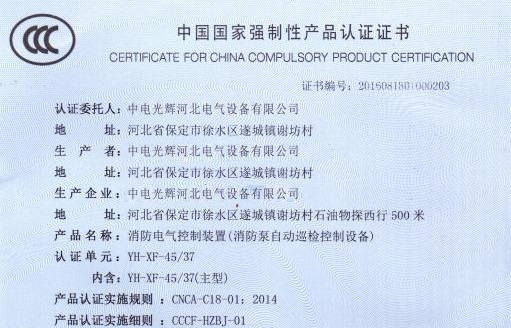 中国国家强制性产品认证证书
CERTIFICATE FOR CHINA COMPULSORY PRODUCT CERTIFICATION
证书编号：2015081801000203
认证委托人：中电光辉河北电气设备有限公司
地 址：河北省保定市徐水区遂城镇谢坊村
生 产 者：中电光辉河北电气设备有限公司
地 址：河北省保定市徐水区遂城镇谢坊村
生产企业：中电光辉河北电气设备有限公司
地 址：河北省保定市徐水区遂城镇谢坊村石油物探西行 500 米
产品名称：消防电气控制装置(消防泵自动巡检控制设备)
认证单元：YH-XF-45/37
内含:YH-XF-45/37(主型)
产品认证实施规则 ：CNCA-C18-01：2014
产品认证实施细则 ：CCCF-HZBJ-01